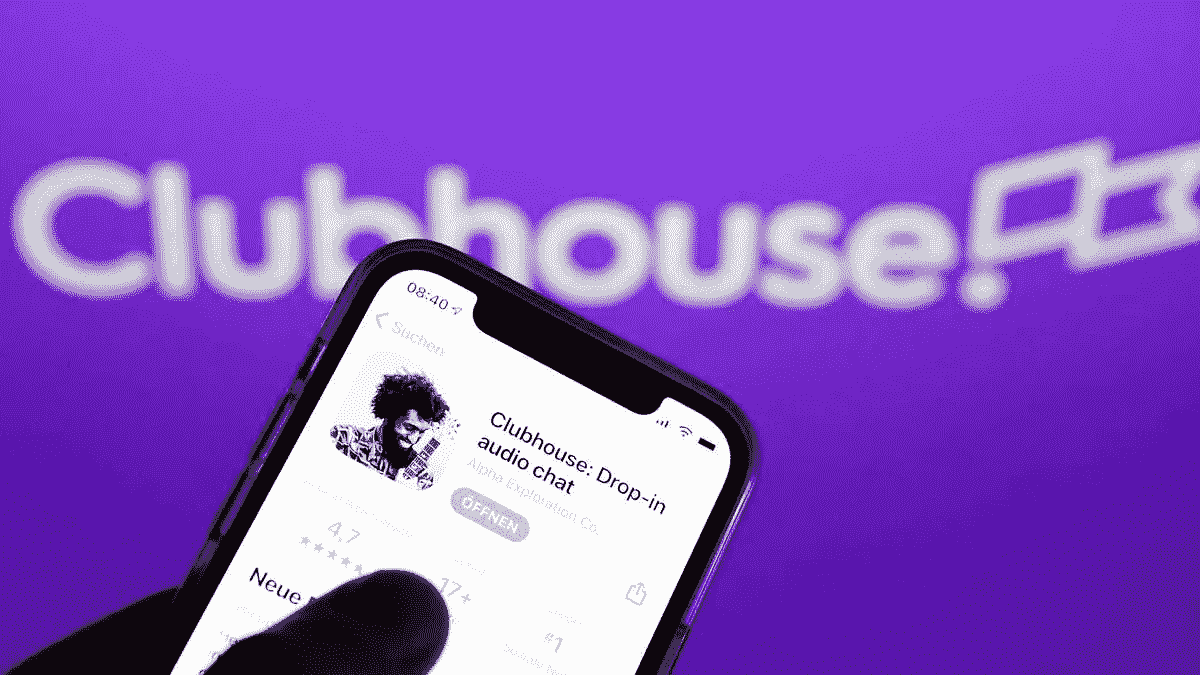 Clubhouse
08:40
Suchen
Clubhouse: Drop-in
audio chat
Alpha Exploration Co.
ÖFFNEN
4,7
★★★★
17+
#1
Neue